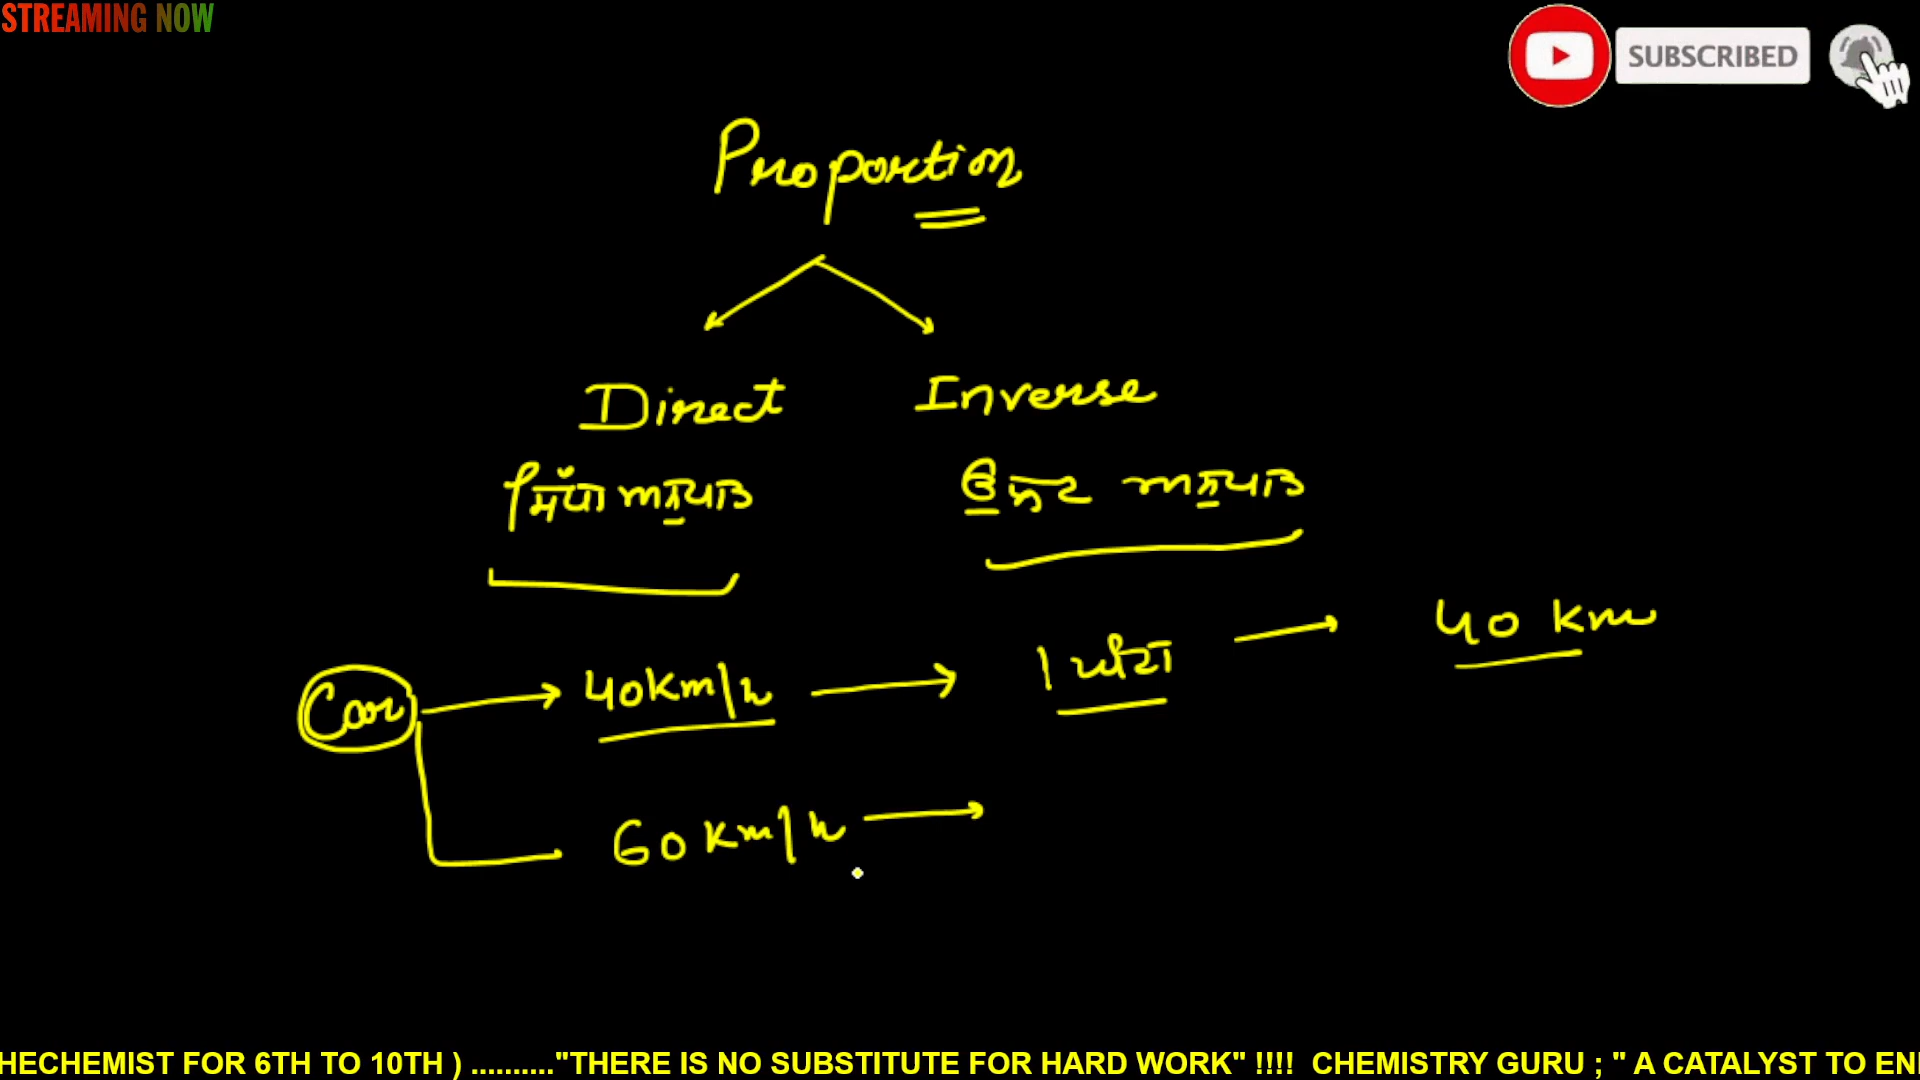 STREAMING NOW
SUBSCRIBED
Proportion
Direct Inverse
ਸਿੱਧਾ ਅਨੁਪਾਤ ਉਲਟ ਅਨੁਪਾਤ
Car 40km/h 1 ਘੰਟਾ 40 km
60 km/h
HECHEMIST FOR 6TH TO 10TH ) .........."THERE IS NO SUBSTITUTE FOR HARD WORK" !!!! CHEMISTRY GURU ; " A CATALYST TO EN